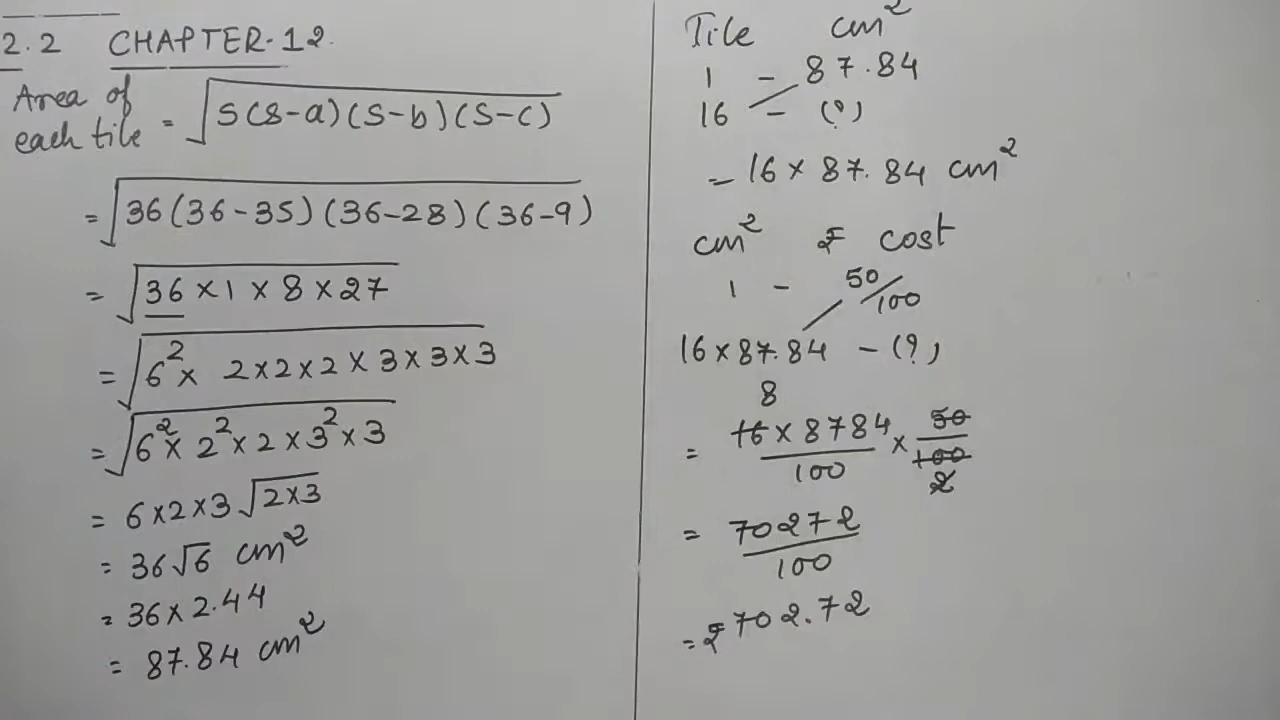 2.2 CHAPTER-12.
Area of
each tile = √S(S-a)(S-b)(S-c)
= √36(36-35)(36-28)(36-9)
= √36×1×8×27
= √6²× 2×2×2×3×3×3
= √6²×2²×2×3²×3
= 6×2×3√2×3
= 36√6 cm²
= 36×2.44
= 87.84 cm²
Tile cm²
1 - 87.84
16 - (?)
= 16×87.84 cm²
cm² ₹ cost
1 - 50/100
16×87.84 - (?)
8
= 16×8784/100 × 50/100
2
= 70272/100
= ₹702.72